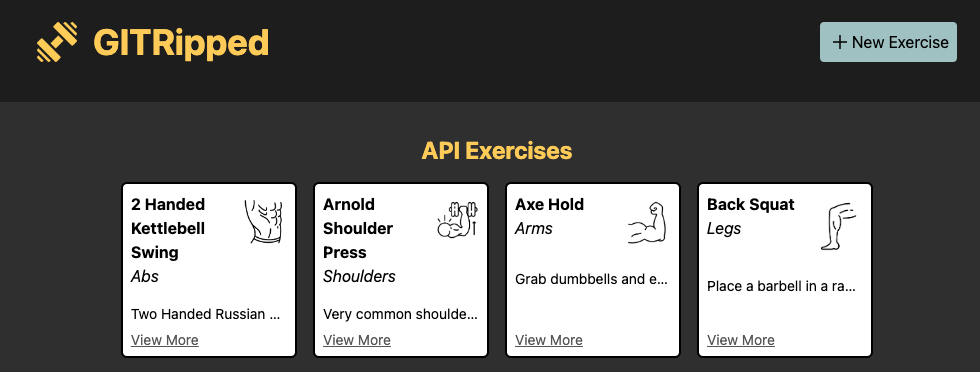 GITRipped
+ New Exercise
API Exercises
2 Handed
Kettlebell
Swing
Abs
Two Handed Russian ...
View More
Arnold
Shoulder
Press
Shoulders
Very common shoulde...
View More
Axe Hold
Arms
Grab dumbbells and e...
View More
Back Squat
Legs
Place a barbell in a ra...
View More